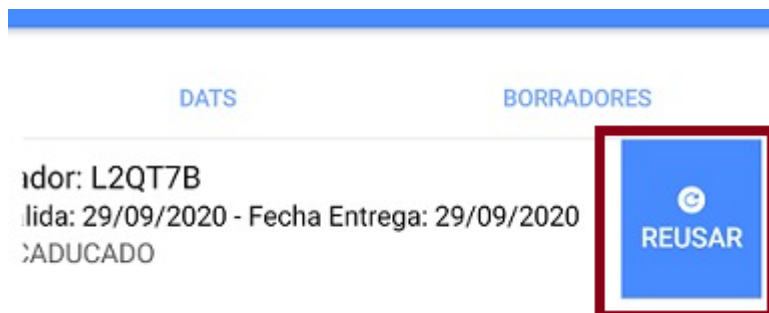 DATS BORRADORES
ador: L2QT7B
lida: 29/09/2020 - Fecha Entrega: 29/09/2020
CADUCADO
REUSAR